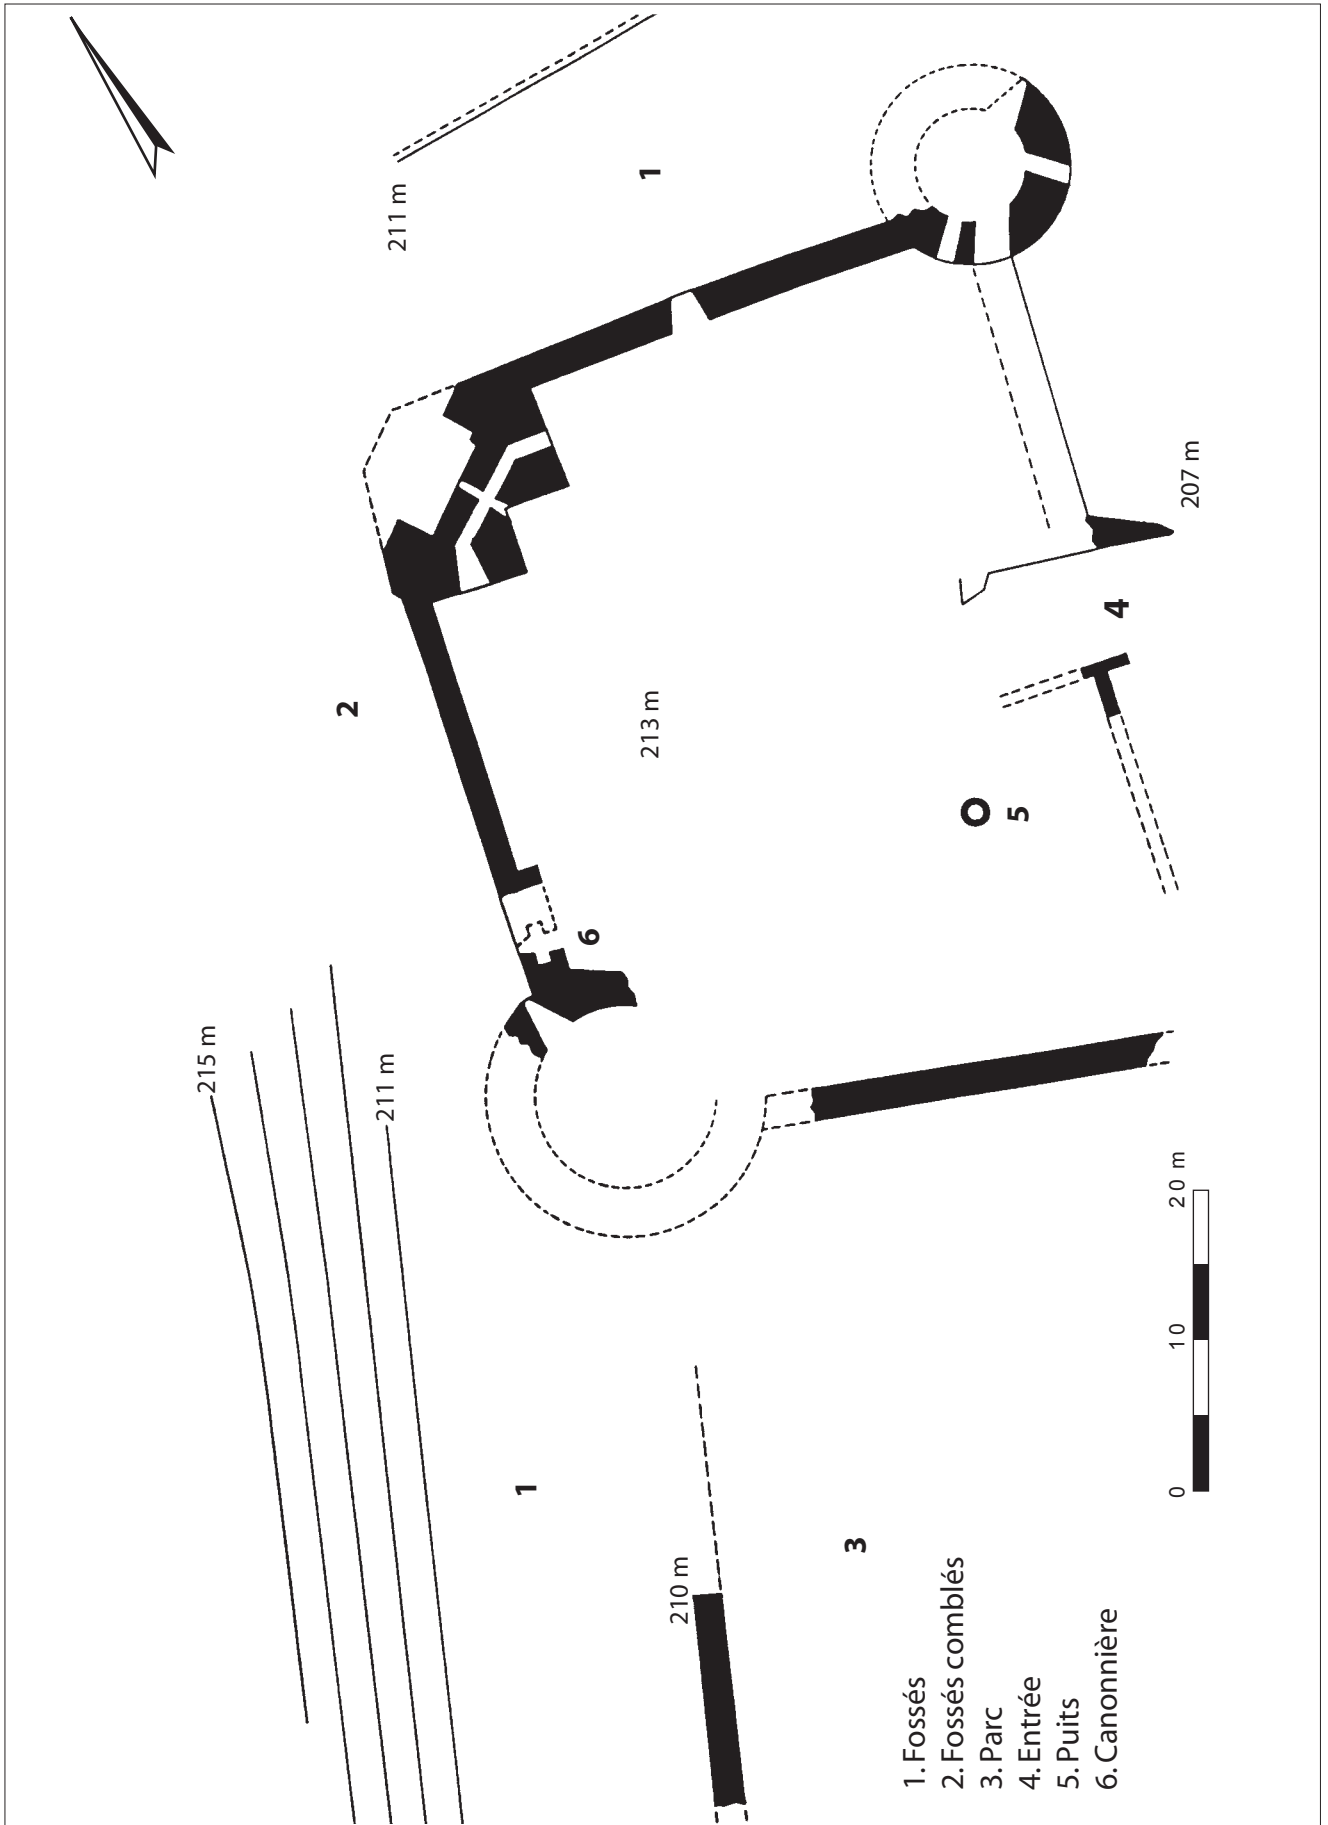 215 m
211 m
1
210 m
3
2
6
213 m
5
4
207 m
211 m
1
0 10 20 m
1. Fossés
2. Fossés comblés
3. Parc
4. Entrée
5. Puits
6. Canonnière